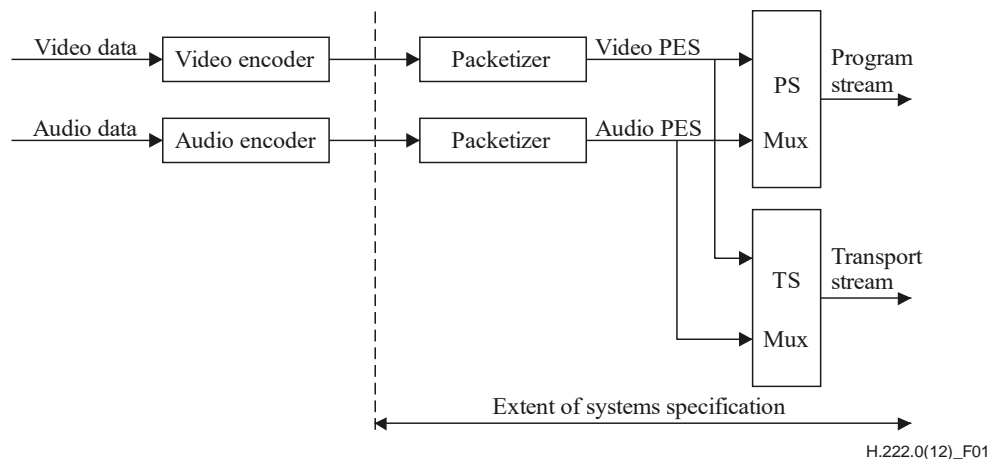 Video data
Video encoder
Packetizer
Video PES
PS
Mux
Program
stream
Audio data
Audio encoder
Packetizer
Audio PES
TS
Mux
Transport
stream
Extent of systems specification
H.222.0(12)_F01